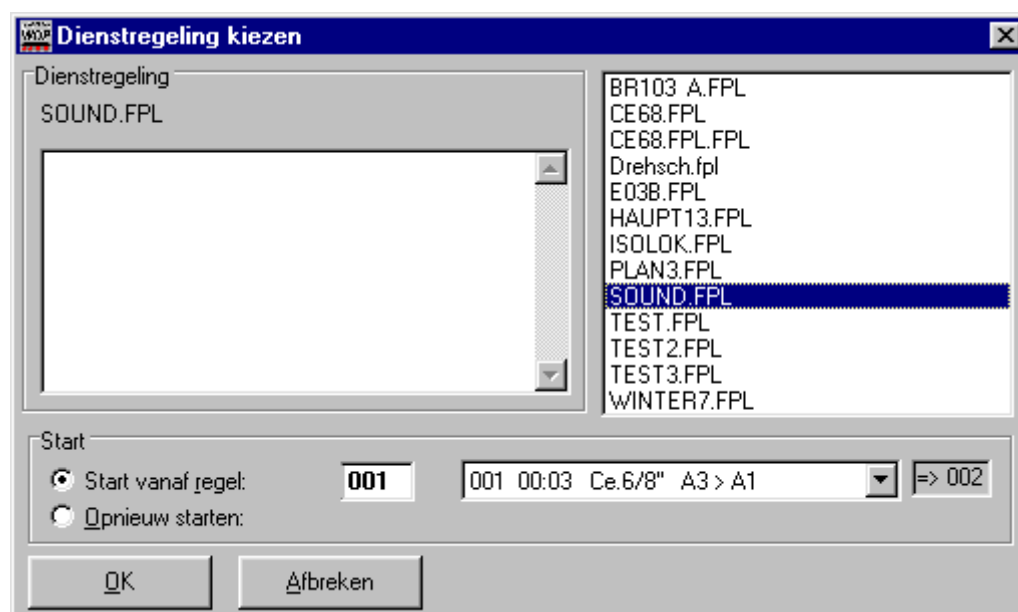 Dienstregeling kiezen
Dienstregeling
SOUND.FPL
BR103 A.FPL
CE68.FPL
CE68.FPL.FPL
Drehsch.fpl
E03B.FPL
HAUPT13.FPL
ISOLOK.FPL
PLAN3.FPL
SOUND.FPL
TEST.FPL
TEST2.FPL
TEST3.FPL
WINTER7.FPL
Start
Start vanaf regel: 001 001 00:03 Ce.6/8" A3 > A1 => 002
Opnieuw starten:
OK Afbreken